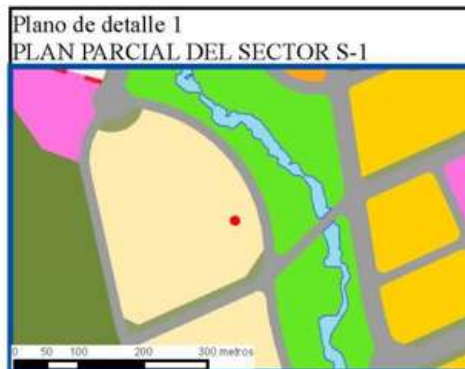 Plano de detalle 1
PLAN PARCIAL DEL SECTOR S-1
0 50 100 200 300 metros